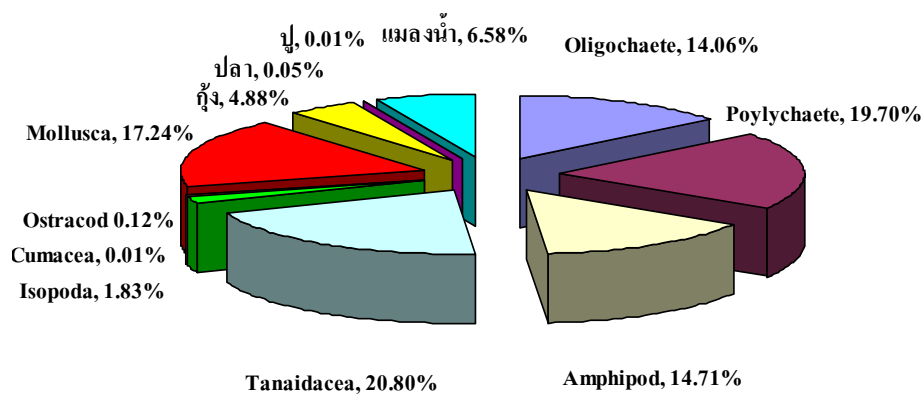 ปู, 0.01%
แมลงน้ำ, 6.58%
Oligochaete, 14.06%
ปลา, 0.05%
กุ้ง, 4.88%
Poylychaete, 19.70%
Mollusca, 17.24%
Ostracod 0.12%
Cumacea, 0.01%
Isopoda, 1.83%
Tanaidacea, 20.80%
Amphipod, 14.71%